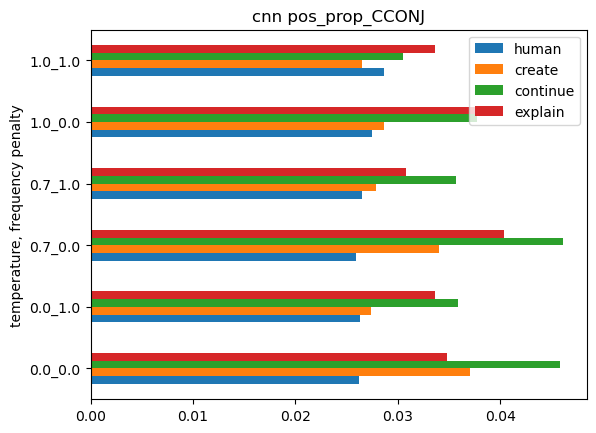 cnn pos_prop_CCONJ
human
create
continue
explain
temperature, frequency penalty
1.0_1.0
1.0_0.0
0.7_1.0
0.7_0.0
0.0_1.0
0.0_0.0
0.00 0.01 0.02 0.03 0.04